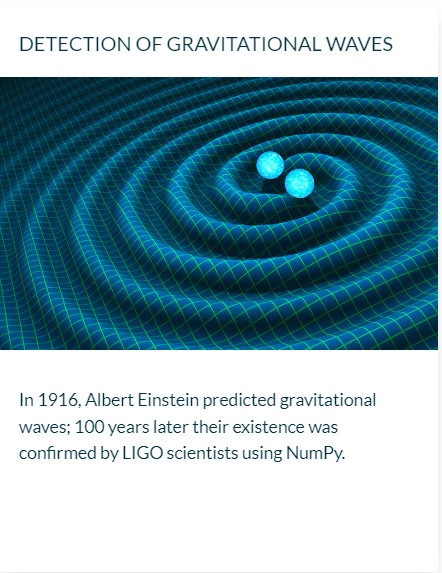 DETECTION OF GRAVITATIONAL WAVES
In 1916, Albert Einstein predicted gravitational
waves; 100 years later their existence was
confirmed by LIGO scientists using NumPy.